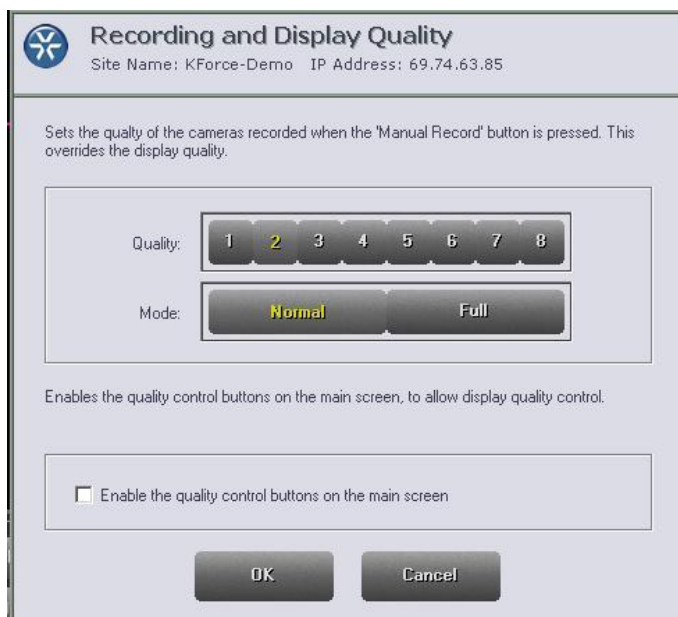 Recording and Display Quality
Site Name: KForce-Demo IP Address: 69.74.63.85
Sets the qualty of the cameras recorded when the 'Manual Record' button is pressed. This
overrides the display quality.
Quality: 1 2 3 4 5 6 7 8
Mode: Normal Full
Enables the quality control buttons on the main screen, to allow display quality control.
Enable the quality control buttons on the main screen
OK Cancel